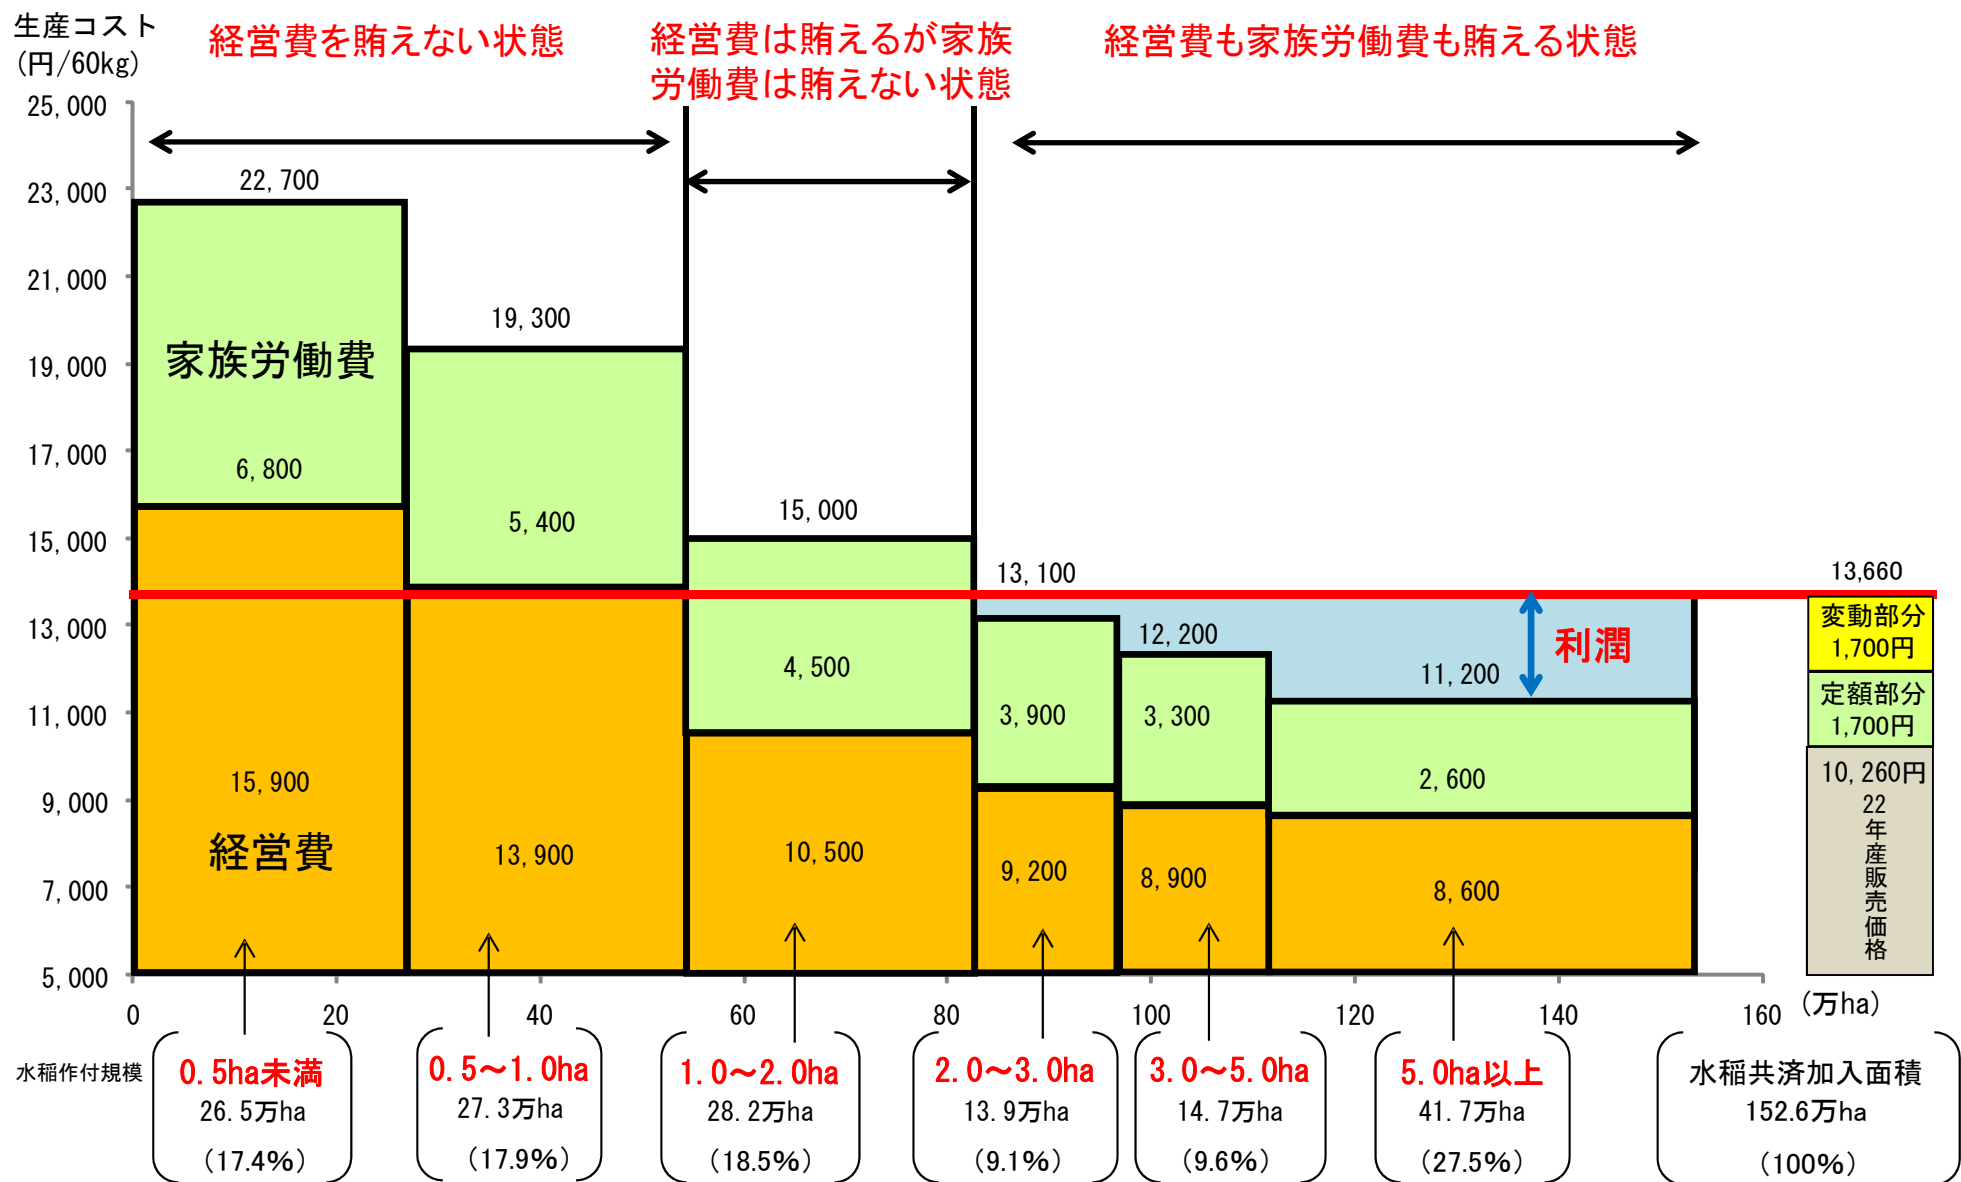 生産コスト
(円/60kg)
経営費を賄えない状態
経営費は賄えるが家族
労働費は賄えない状態
経営費も家族労働費も賄える状態
25,000
23,000
21,000
19,000
17,000
15,000
13,000
11,000
9,000
7,000
5,000
22,700
家族労働費
6,800
15,900
経営費
19,300
5,400
13,900
15,000
4,500
10,500
13,100
3,900
9,200
12,200
3,300
8,900
11,200
利潤
2,600
8,600
13,660
変動部分
1,700円
定額部分
1,700円
10,260円
22
年
産
販
売
価
格
0
20
40
60
80
100
120
140
160
(万ha)
水稲作付規模
0.5ha未満
26.5万ha
(17.4%)
0.5～1.0ha
27.3万ha
(17.9%)
1.0～2.0ha
28.2万ha
(18.5%)
2.0～3.0ha
13.9万ha
(9.1%)
3.0～5.0ha
14.7万ha
(9.6%)
5.0ha以上
41.7万ha
(27.5%)
水稲共済加入面積
152.6万ha
(100%)